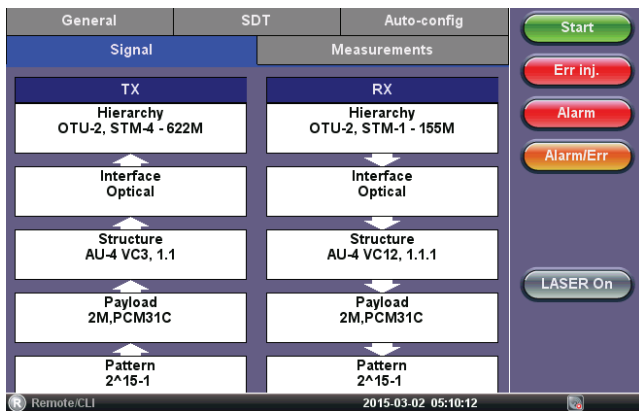 General SDT Auto-config
Signal Measurements
TX
Hierarchy
OTU-2, STM-4 - 622M
Interface
Optical
Structure
AU-4 VC3, 1.1
Payload
2M,PCM31C
Pattern
2^15-1
RX
Hierarchy
OTU-2, STM-1 - 155M
Interface
Optical
Structure
AU-4 VC12, 1.1.1
Payload
2M,PCM31C
Pattern
2^15-1
Start
Err inj.
Alarm
Alarm/Err
LASER On
R Remote/CLI 2015-03-02 05:10:12